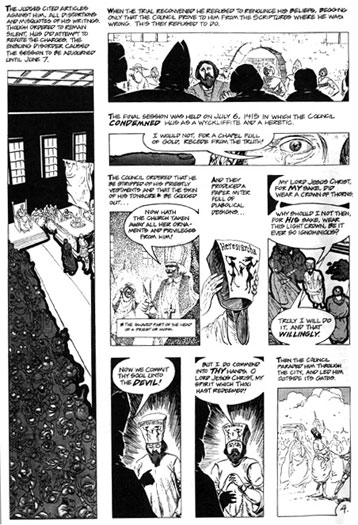 THE JUDGES CITED ARTICLES
AGAINST HIM, ALL DISTORTIONS
AND MISQUOTES OF HIS WRITINGS.
THOUGH ORDERED TO REMAIN
SILENT, HUS DID ATTEMPT TO
REFUTE THE CHARGES. THE
ENSUING DISORDER CAUSED
THE SESSION TO BE ADJOURNED
UNTIL JUNE 7.
WHEN THE TRIAL RECONVENED HE REFUSED TO RENOUNCE HIS BELIEFS, BEGGING
ONLY THAT THE COUNCIL PROVE TO HIM FROM THE SCRIPTURES WHERE HE WAS
WRONG. THIS THEY REFUSED TO DO.
THE FINAL SESSION WAS HELD ON JULY 6, 1415 IN WHICH THE COUNCIL
CONDEMNED HUS AS A WYCKLIFFITE AND A HERETIC.
I WOULD NOT, FOR A CHAPEL FULL
OF GOLD, RECEDE FROM THE TRUTH!
THE COUNCIL ORDERED THAT HE
BE STRIPPED OF HIS PRIESTLY
VESTMENTS AND THAT THE SKIN
OF HIS TONSURE* BE GOUGED
OUT...
NOW HATH
THE CHURCH TAKEN
AWAY ALL HER ORNA-
MENTS AND PRIVILEGES
FROM HIM!
* THE SHAVED PART OF THE HEAD
OF A PRIEST OR MONK.
AND THEY
PRODUCED A
PAPER MITER
FULL OF
DIABOLICAL
DESIGNS...
Heresiarcha
MY LORD JESUS CHRIST,
FOR MY SAKE, DID
WEAR A CROWN OF THORNS;
WHY SHOULD I NOT THEN,
FOR HIS SAKE, WEAR
THIS LIGHT CROWN, BE IT
EVER SO IGNOMINIOUS?
TRULY I WILL DO
IT, AND THAT
WILLINGLY.
NOW WE COMMIT
THY SOUL UNTO
THE DEVIL!
BUT I DO COMMEND
INTO THY HANDS, O
LORD JESUS CHRIST, MY
SPIRIT WHICH THOU
HAST REDEEMED!
THEN THE COUNCIL
PARADED HIM THROUGH
THE CITY, AND LED HIM
OUTSIDE ITS GATES.
4.